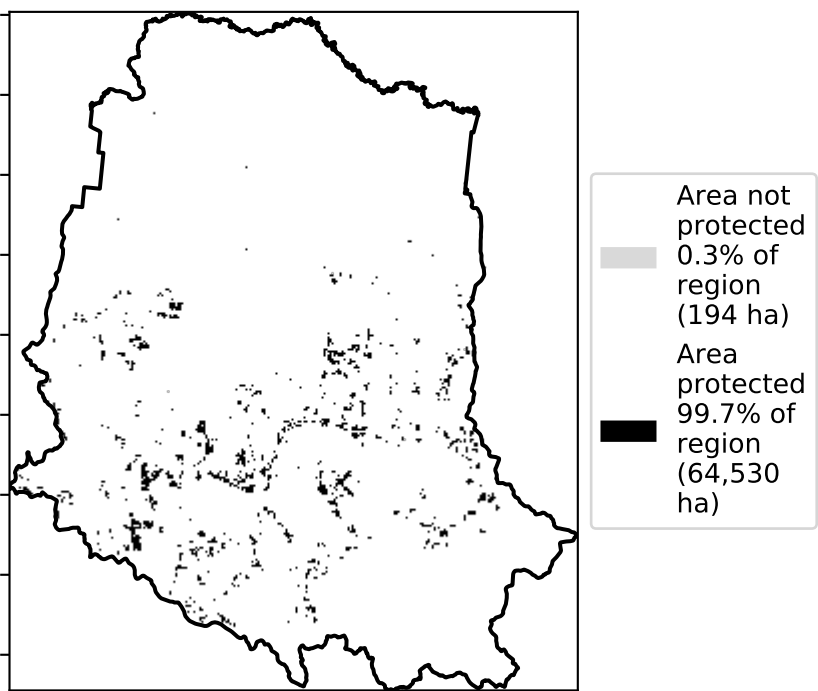 Area not
protected
0.3% of
region
(194 ha)
Area
protected
99.7% of
region
(64,530
ha)